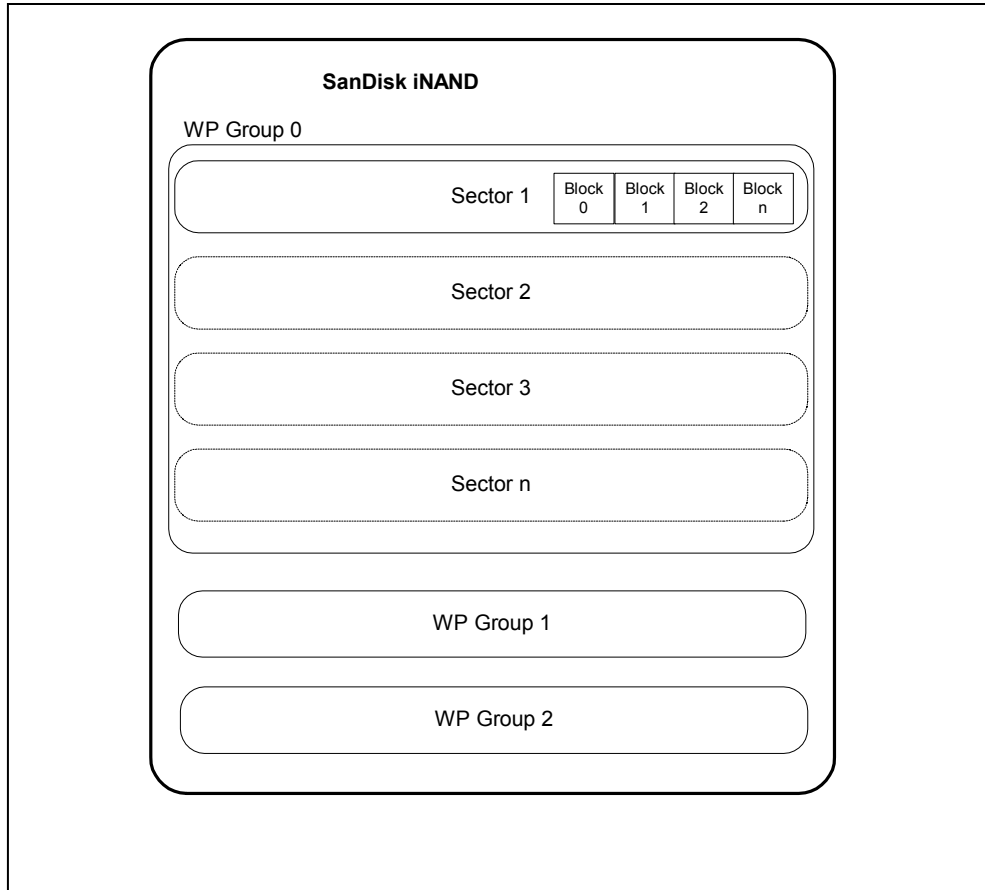 SanDisk iNAND
WP Group 0
Sector 1
Block Block Block Block
0 1 2 n
Sector 2
Sector 3
Sector n
WP Group 1
WP Group 2